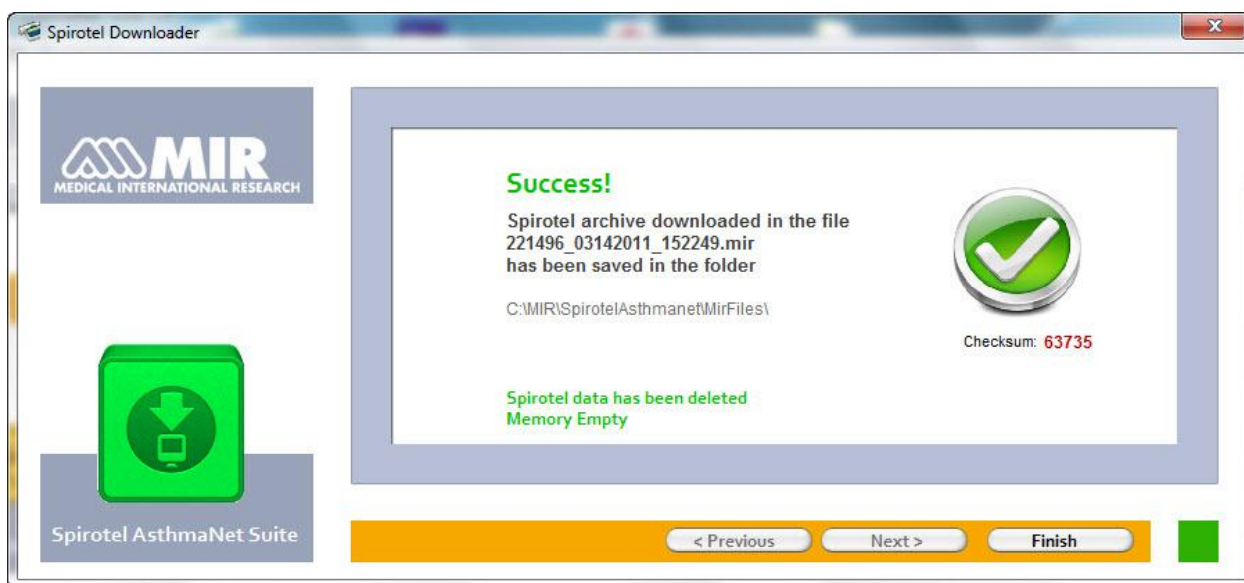 Spirotel Downloader
MIR
MEDICAL INTERNATIONAL RESEARCH
Success!
Spirotel archive downloaded in the file
221496_03142011_152249.mir
has been saved in the folder
C:\MIR\SpirotelAsthmanet\MirFiles\
Checksum: 63735
Spirotel data has been deleted
Memory Empty
Spirotel AsthmaNet Suite
< Previous
Next >
Finish